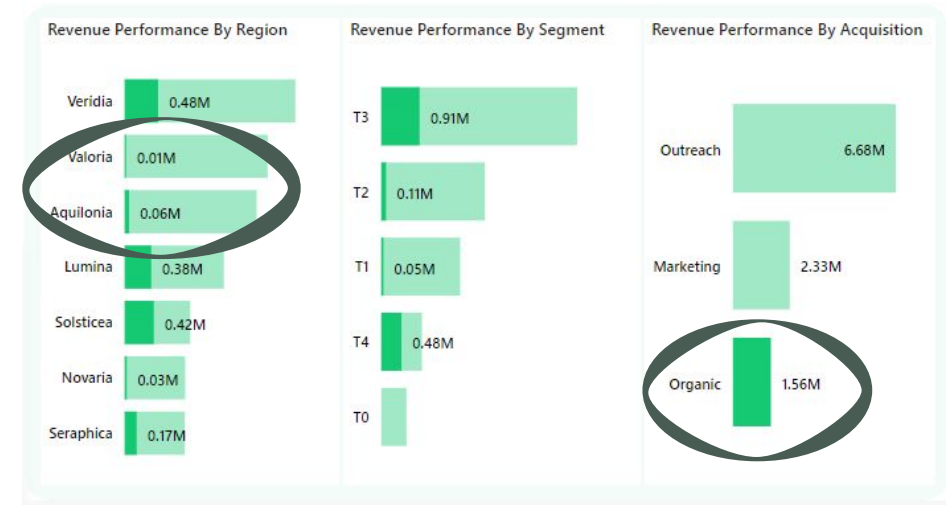 Revenue Performance By Region
Veridia 0.48M
Valoria 0.01M
Aquilonia 0.06M
Lumina 0.38M
Solsticea 0.42M
Novaria 0.03M
Seraphica 0.17M
Revenue Performance By Segment
T3 0.91M
T2 0.11M
T1 0.05M
T4 0.48M
T0
Revenue Performance By Acquisition
Outreach 6.68M
Marketing 2.33M
Organic 1.56M